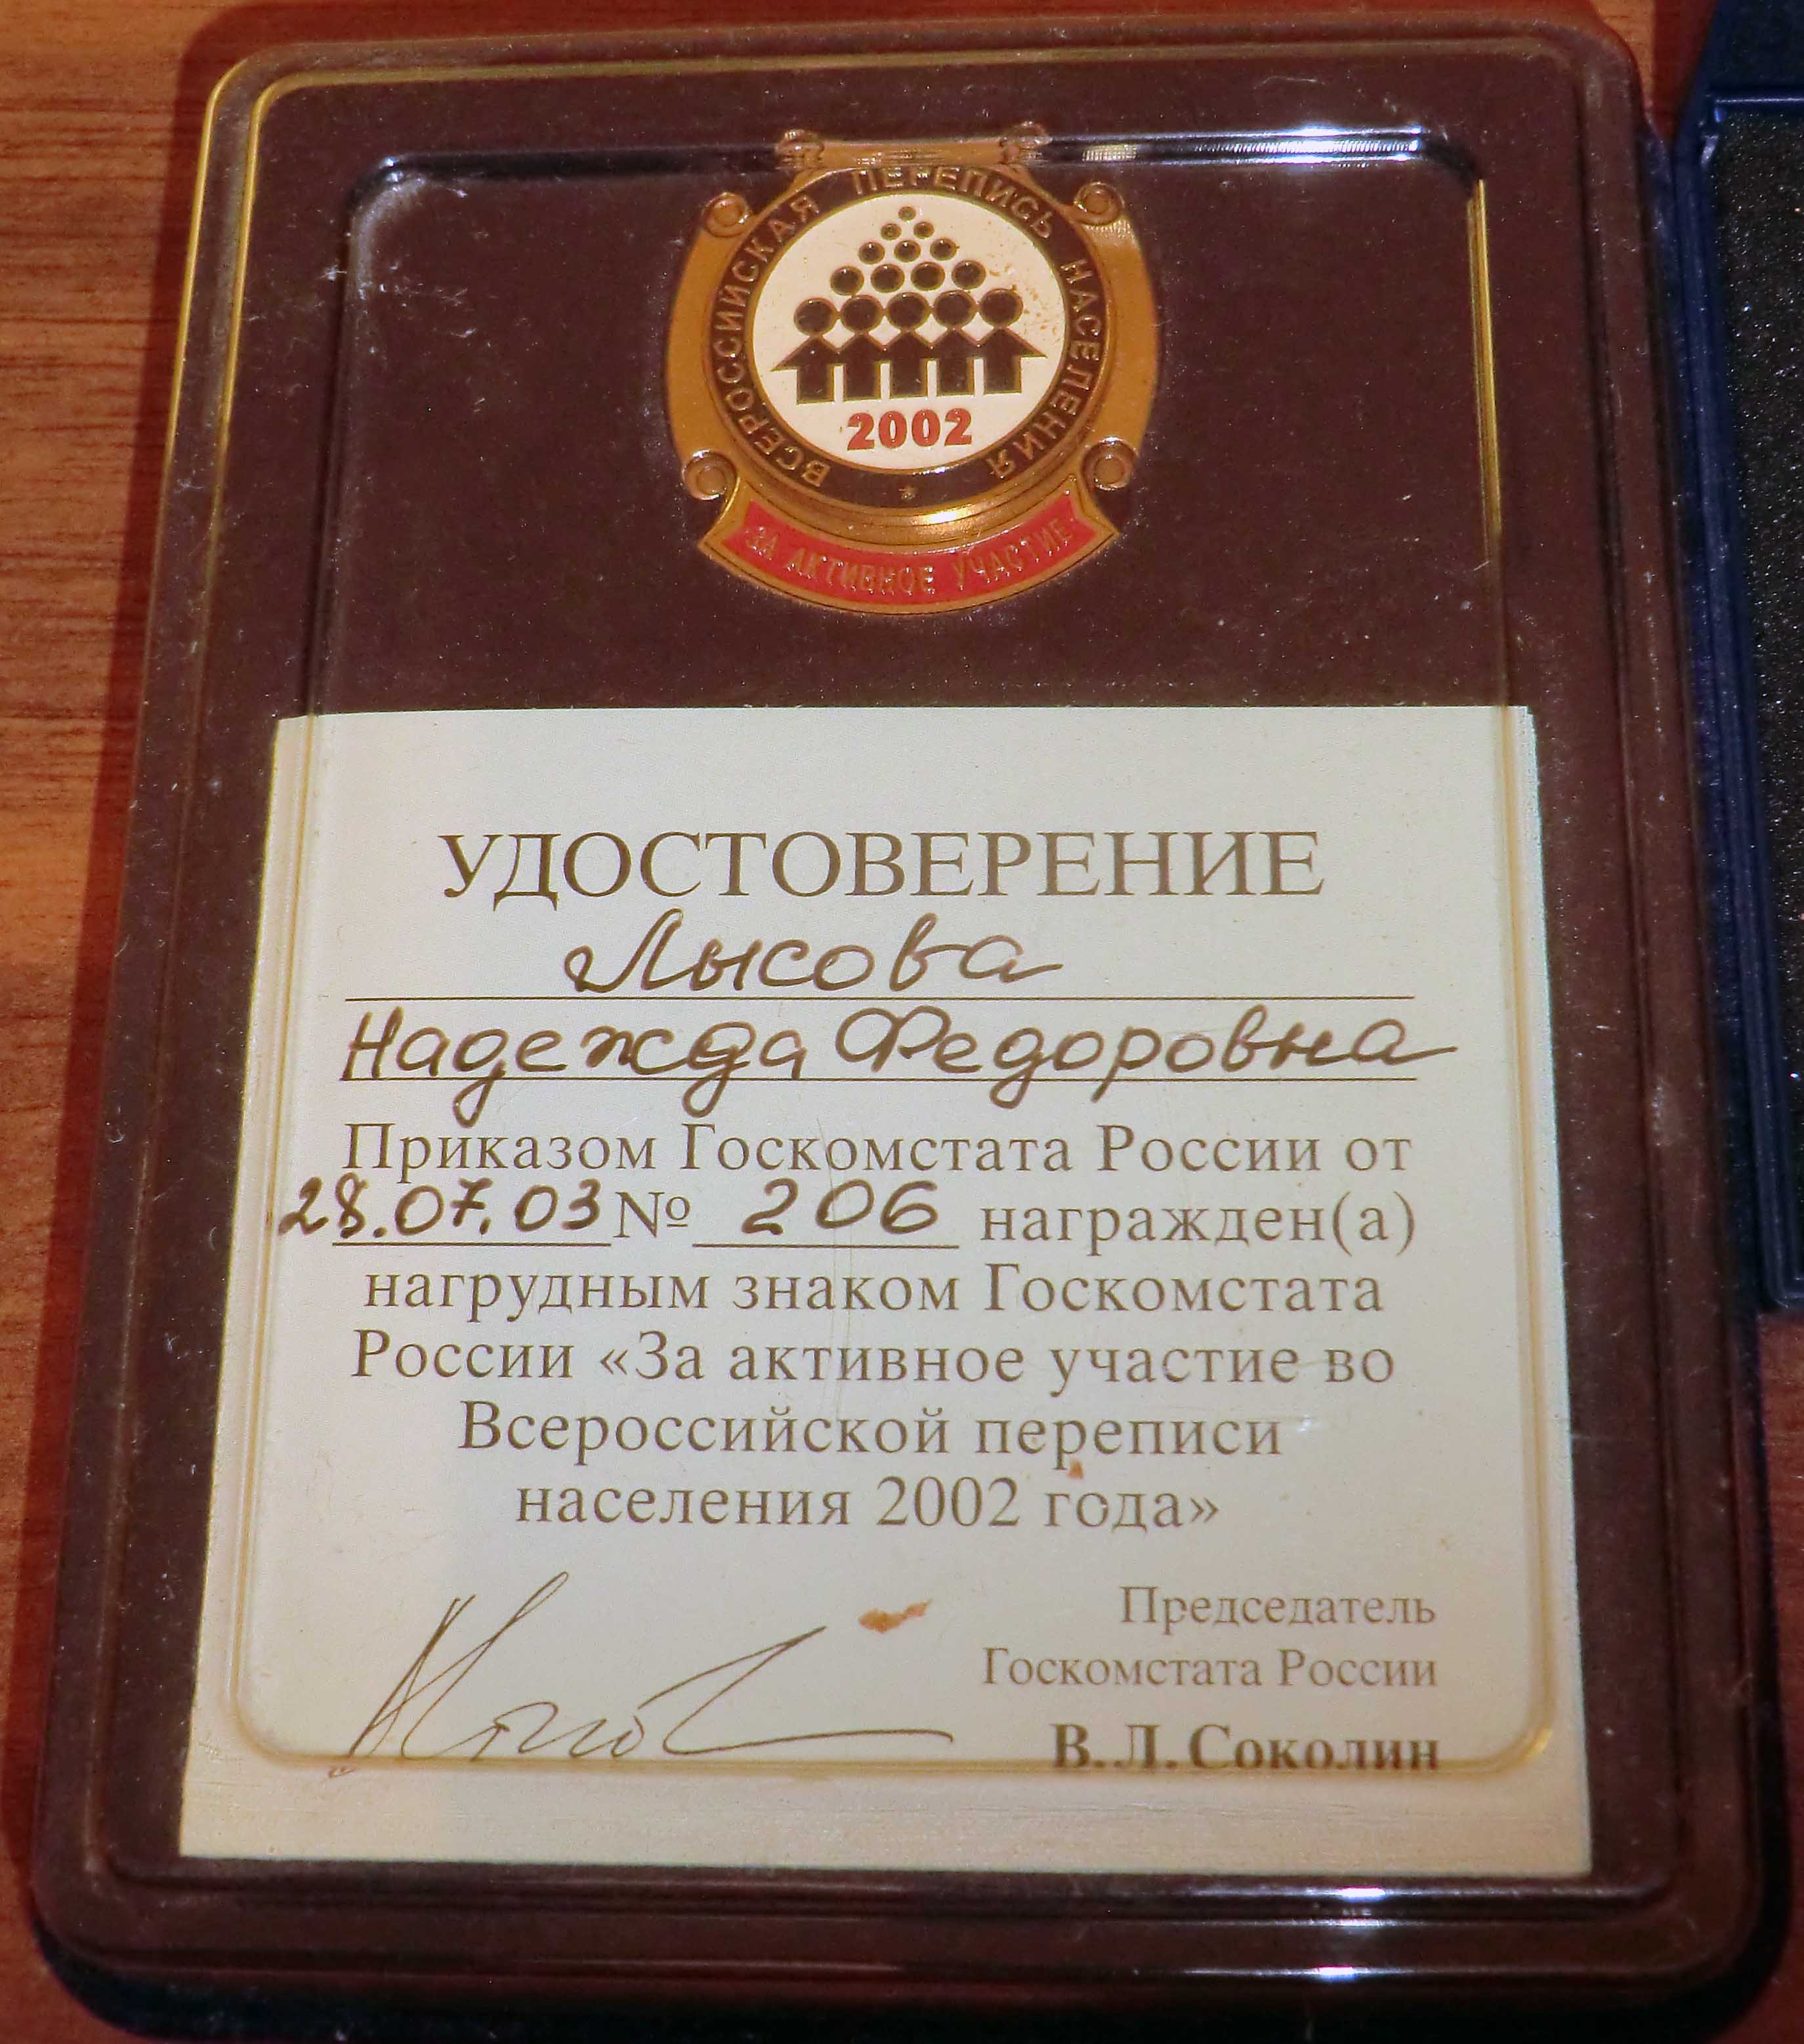 ВСЕРОССИЙСКАЯ ПЕРЕПИСЬ НАСЕЛЕНИЯ
2002
ЗА АКТИВНОЕ УЧАСТИЕ
УДОСТОВЕРЕНИЕ
Лысова
Надежда Федоровна
Приказом Госкомстата России от
28.07.03 № 206 награжден(а)
нагрудным знаком Госкомстата
России «За активное участие во
Всероссийской переписи
населения 2002 года»
Председатель
Госкомстата России
В. Л. Соколин